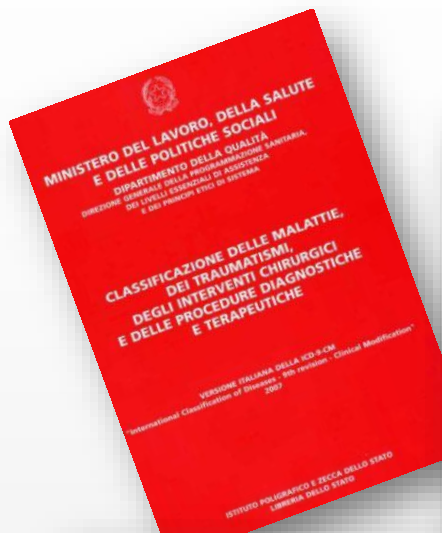 MINISTERO DEL LAVORO, DELLA SALUTE
E DELLE POLITICHE SOCIALI
DIPARTIMENTO DELLA QUALITÀ
DIREZIONE GENERALE DELLA PROGRAMMAZIONE SANITARIA,
DEI LIVELLI ESSENZIALI DI ASSISTENZA
E DEI PRINCIPI ETICI DI SISTEMA
CLASSIFICAZIONE DELLE MALATTIE,
DEI TRAUMATISMI,
DEGLI INTERVENTI CHIRURGICI
E DELLE PROCEDURE DIAGNOSTICHE
E TERAPEUTICHE
VERSIONE ITALIANA DELLA ICD-9-CM
"International Classification of Diseases - 9th revision - Clinical Modification"
2007
ISTITUTO POLIGRAFICO E ZECCA DELLO STATO
LIBRERIA DELLO STATO